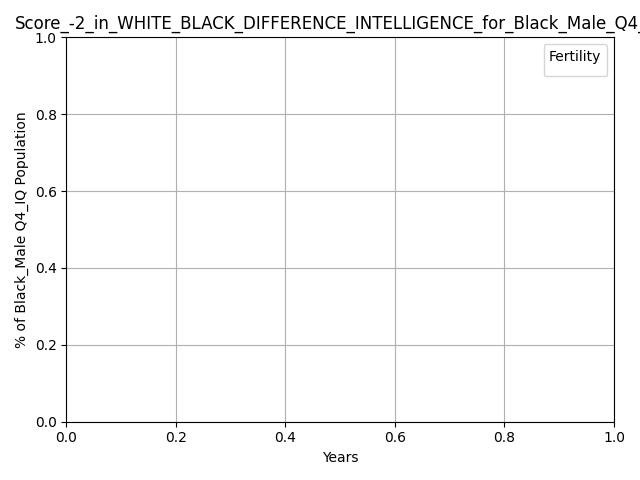 Score_-2_in_WHITE_BLACK_DIFFERENCE_INTELLIGENCE_for_Black_Male_Q4_
Fertility
1.0
0.8
0.6
0.4
0.2
0.0
% of Black_Male Q4_IQ Population
0.0 0.2 0.4 0.6 0.8 1.0
Years